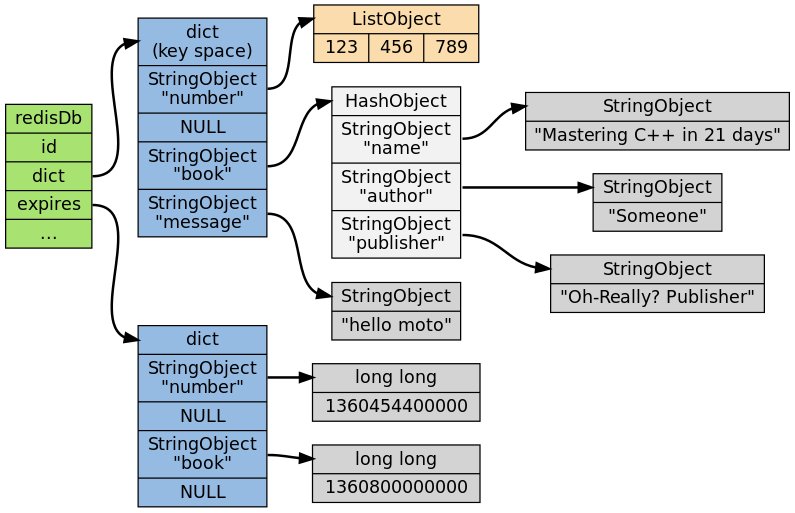 redisDb
id
dict
expires
...
dict
(key space)
StringObject
"number"
NULL
StringObject
"book"
StringObject
"message"
ListObject
123 456 789
HashObject
StringObject
"name"
StringObject
"author"
StringObject
"publisher"
StringObject
"Mastering C++ in 21 days"
StringObject
"Someone"
StringObject
"Oh-Really? Publisher"
StringObject
"hello moto"
dict
StringObject
"number"
NULL
StringObject
"book"
NULL
long long
1360454400000
long long
1360800000000